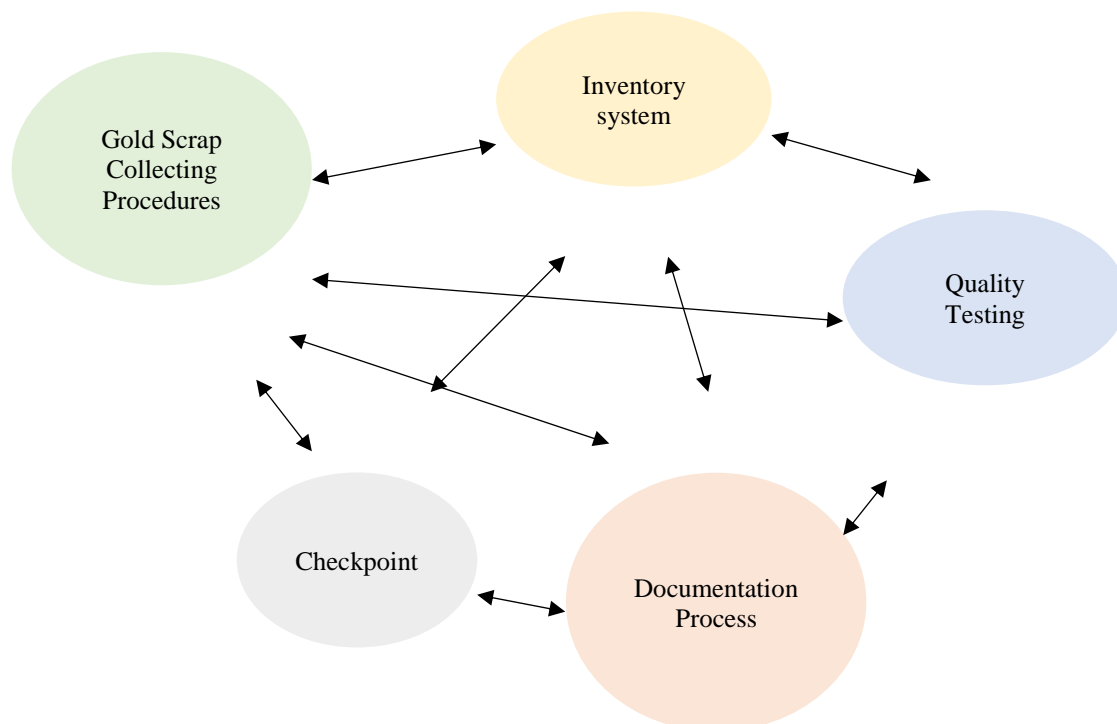 Gold Scrap
Collecting
Procedures
Inventory
system
Quality
Testing
Checkpoint
Documentation
Process